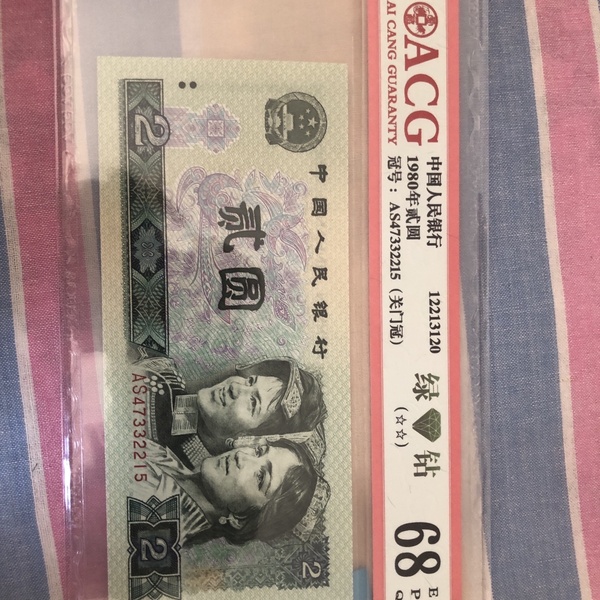 ACG
AI CANG GUARANTY
中国人民银行
12213120
1980年贰圆
冠号：AS47332215（关门冠）
绿 钻
（☆☆）
68
E
P
Q
中国人民银行
贰圆
2
AS47332215
2
2